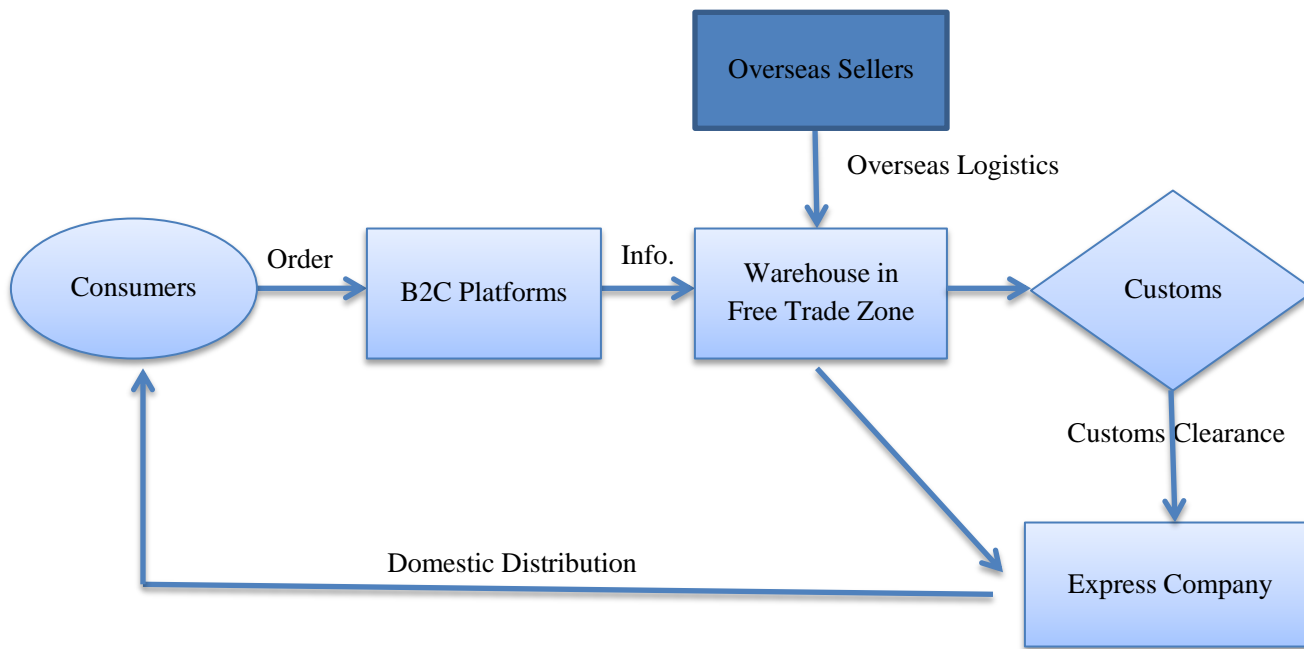 Overseas Sellers
Overseas Logistics
Consumers
Order
B2C Platforms
Info.
Warehouse in
Free Trade Zone
Customs
Customs Clearance
Domestic Distribution
Express Company